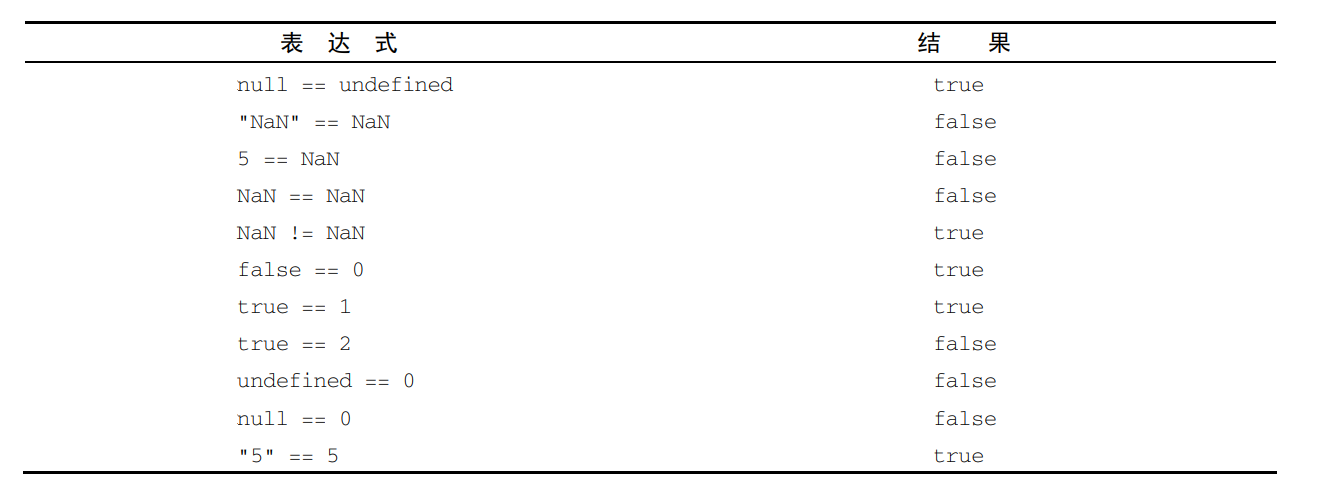 表 达 式 结 果
null == undefined true
"NaN" == NaN false
5 == NaN false
NaN == NaN false
NaN != NaN true
false == 0 true
true == 1 true
true == 2 false
undefined == 0 false
null == 0 false
"5" == 5 true